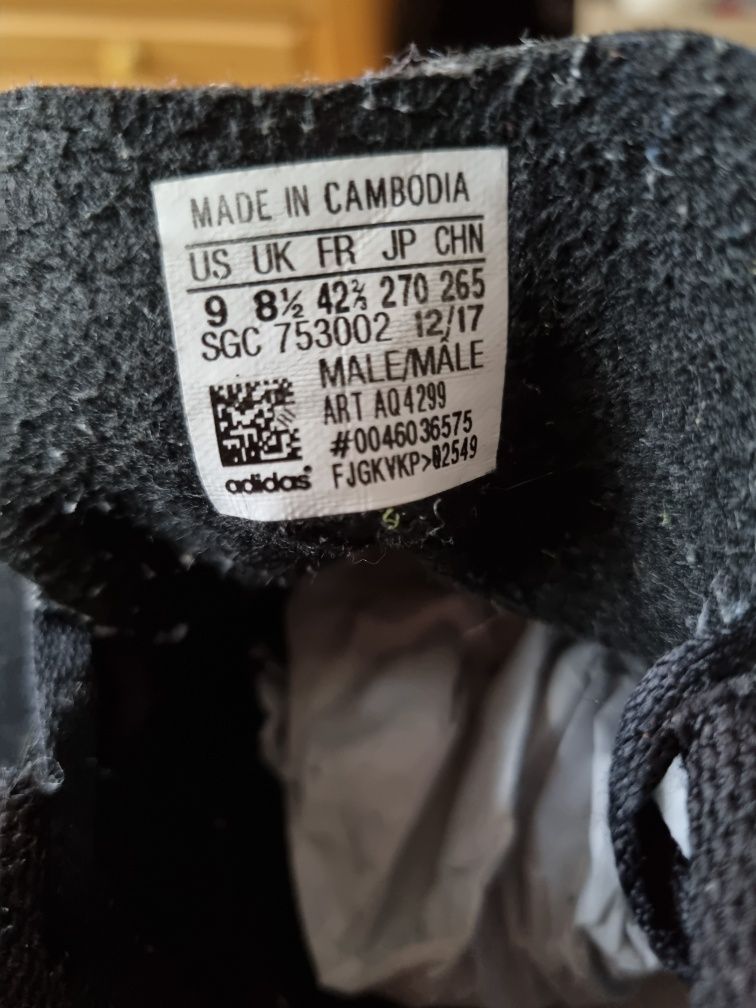 MADE IN CAMBODIA
US UK FR JP CHN
9 8½ 42⅔ 270 265
SGC 753002 12/17
MALE/MÂLE
ART AQ4299
#0046036575
adidas® FJGKVKP>02549